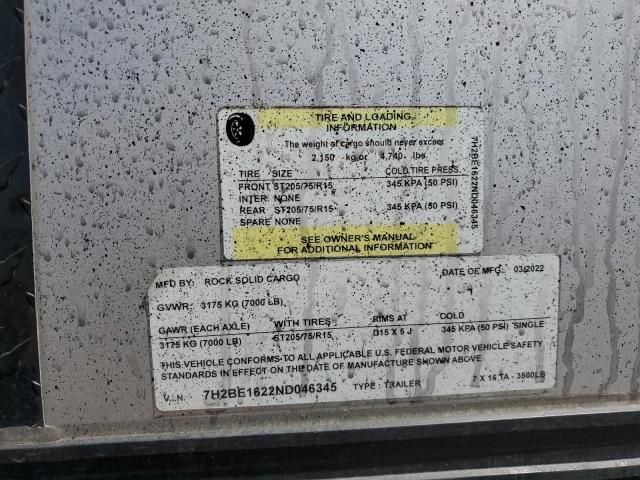 TIRE AND LOADING
INFORMATION
The weight of cargo should never exceed
2,150 kg or 4,740 lbs
TIRE SIZE COLD TIRE PRESS.
FRONT ST205/75/R15 345 KPA (50 PSI)
INTER. NONE
REAR ST205/75/R15 345 KPA (50 PSI)
SPARE NONE
SEE OWNER'S MANUAL
FOR ADDITIONAL INFORMATION
7H2BE1622ND046345
MFD BY: ROCK SOLID CARGO DATE OF MFG. 03/2022
GVWR: 3175 KG (7000 LB)
GAWR (EACH AXLE) WITH TIRES RIMS AT COLD
3175 KG (7000 LB) ST205/75/R15 15 X 5 J 345 KPA (50 PSI) SINGLE
THIS VEHICLE CONFORMS TO ALL APPLICABLE U.S. FEDERAL MOTOR VEHICLE SAFETY
STANDARDS IN EFFECT ON THE DATE OF MANUFACTURE SHOWN ABOVE
V.I.N. 7H2BE1622ND046345 TYPE: TRAILER 7 X 16 TA - 3500LB